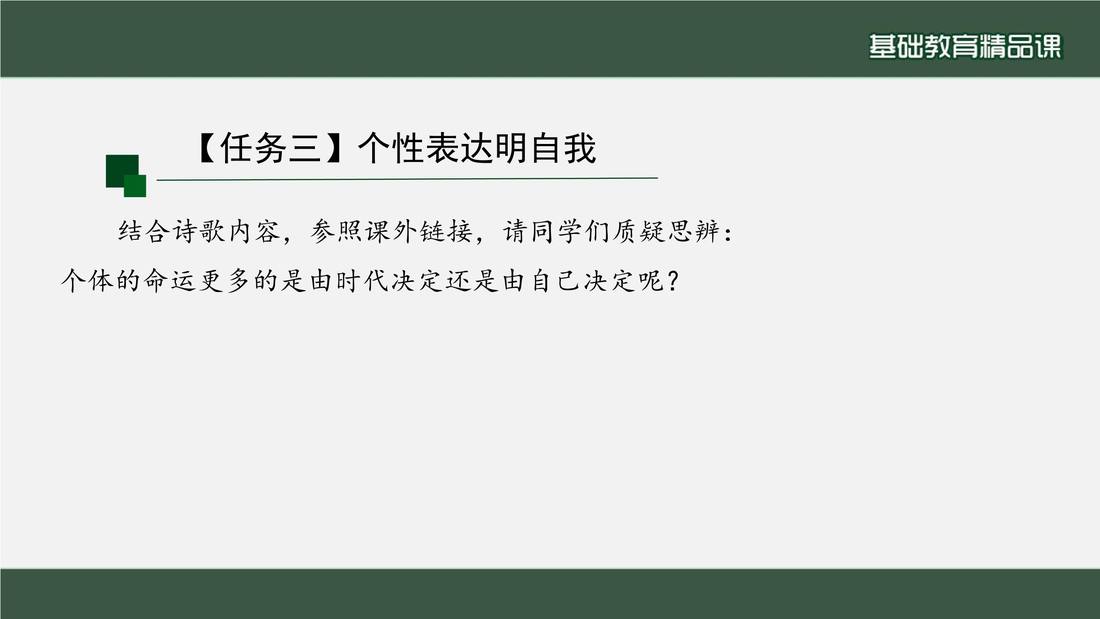 基础教育精品课
【任务三】个性表达明自我
结合诗歌内容，参照课外链接，请同学们质疑思辨：
个体的命运更多的是由时代决定还是由自己决定呢？